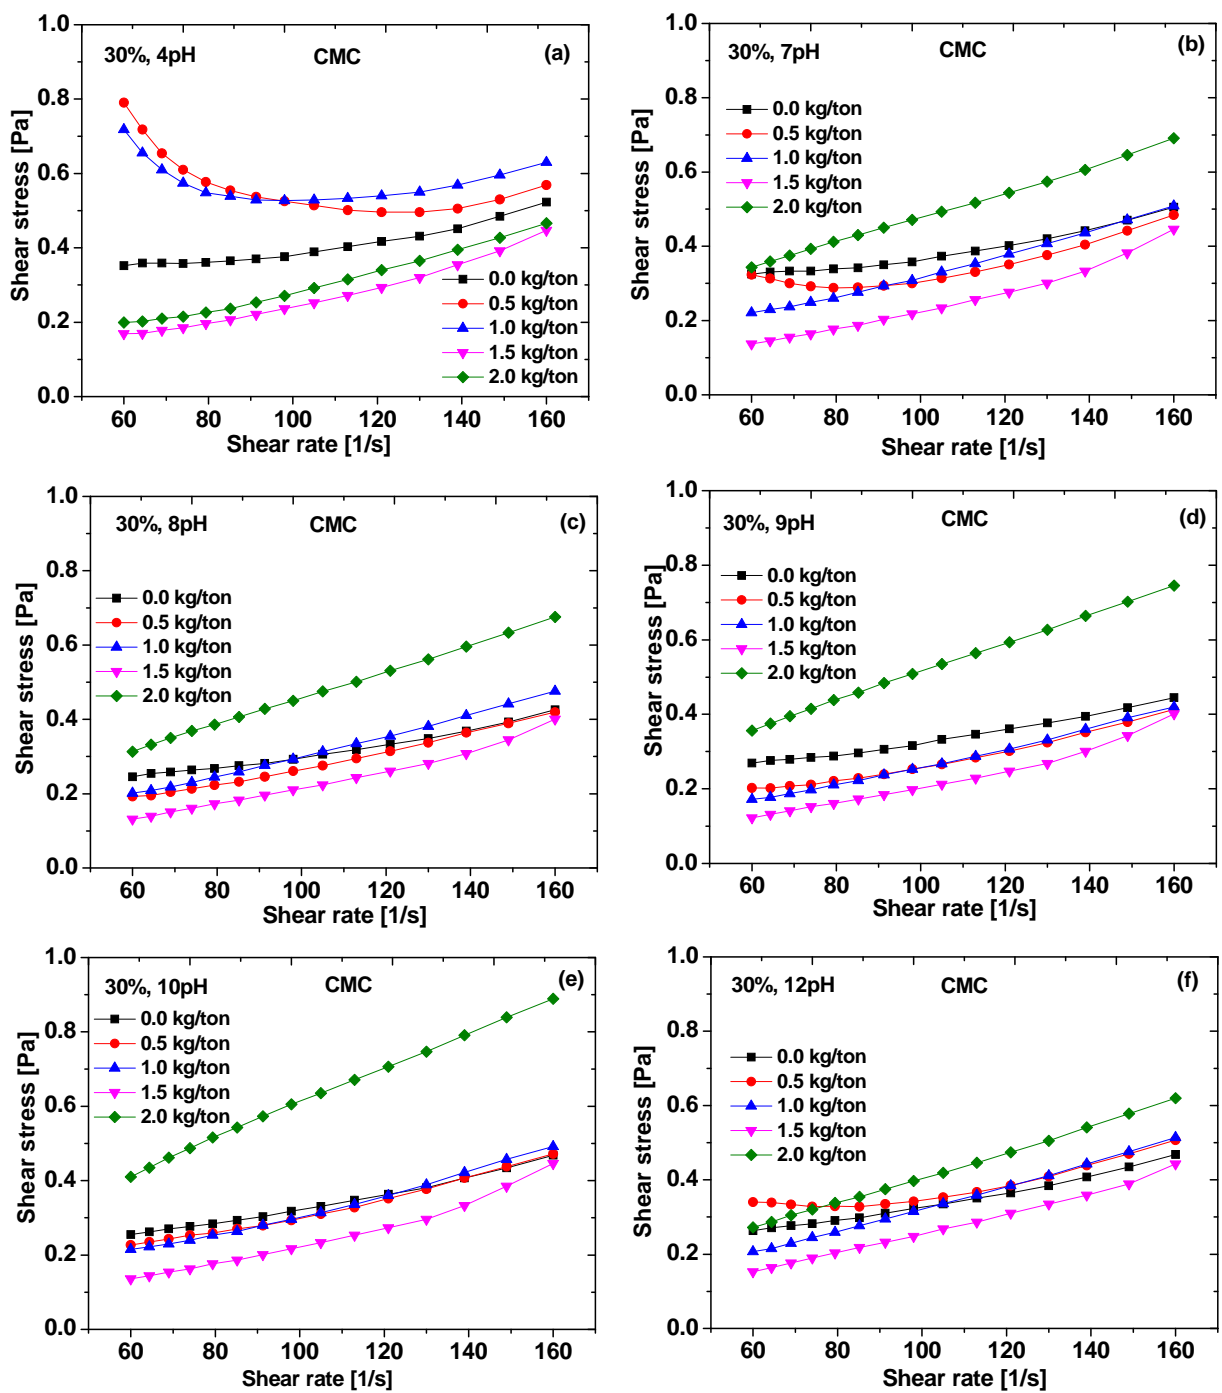 30%, 4pH
CMC
(a)
Shear stress [Pa]
1.0
0.8
0.6
0.4
0.2
0.0
0.0 kg/ton
0.5 kg/ton
1.0 kg/ton
1.5 kg/ton
2.0 kg/ton
60 80 100 120 140 160
Shear rate [1/s]
30%, 7pH
CMC
(b)
Shear stress [Pa]
1.0
0.8
0.6
0.4
0.2
0.0
0.0 kg/ton
0.5 kg/ton
1.0 kg/ton
1.5 kg/ton
2.0 kg/ton
60 80 100 120 140 160
Shear rate [1/s]
30%, 8pH
CMC
(c)
Shear stress [Pa]
1.0
0.8
0.6
0.4
0.2
0.0
0.0 kg/ton
0.5 kg/ton
1.0 kg/ton
1.5 kg/ton
2.0 kg/ton
60 80 100 120 140 160
Shear rate [1/s]
30%, 9pH
CMC
(d)
Shear stress [Pa]
1.0
0.8
0.6
0.4
0.2
0.0
0.0 kg/ton
0.5 kg/ton
1.0 kg/ton
1.5 kg/ton
2.0 kg/ton
60 80 100 120 140 160
Shear rate [1/s]
30%, 10pH
CMC
(e)
Shear stress [Pa]
1.0
0.8
0.6
0.4
0.2
0.0
0.0 kg/ton
0.5 kg/ton
1.0 kg/ton
1.5 kg/ton
2.0 kg/ton
60 80 100 120 140 160
Shear rate [1/s]
30%, 12pH
CMC
(f)
Shear stress [Pa]
1.0
0.8
0.6
0.4
0.2
0.0
0.0 kg/ton
0.5 kg/ton
1.0 kg/ton
1.5 kg/ton
2.0 kg/ton
60 80 100 120 140 160
Shear rate [1/s]